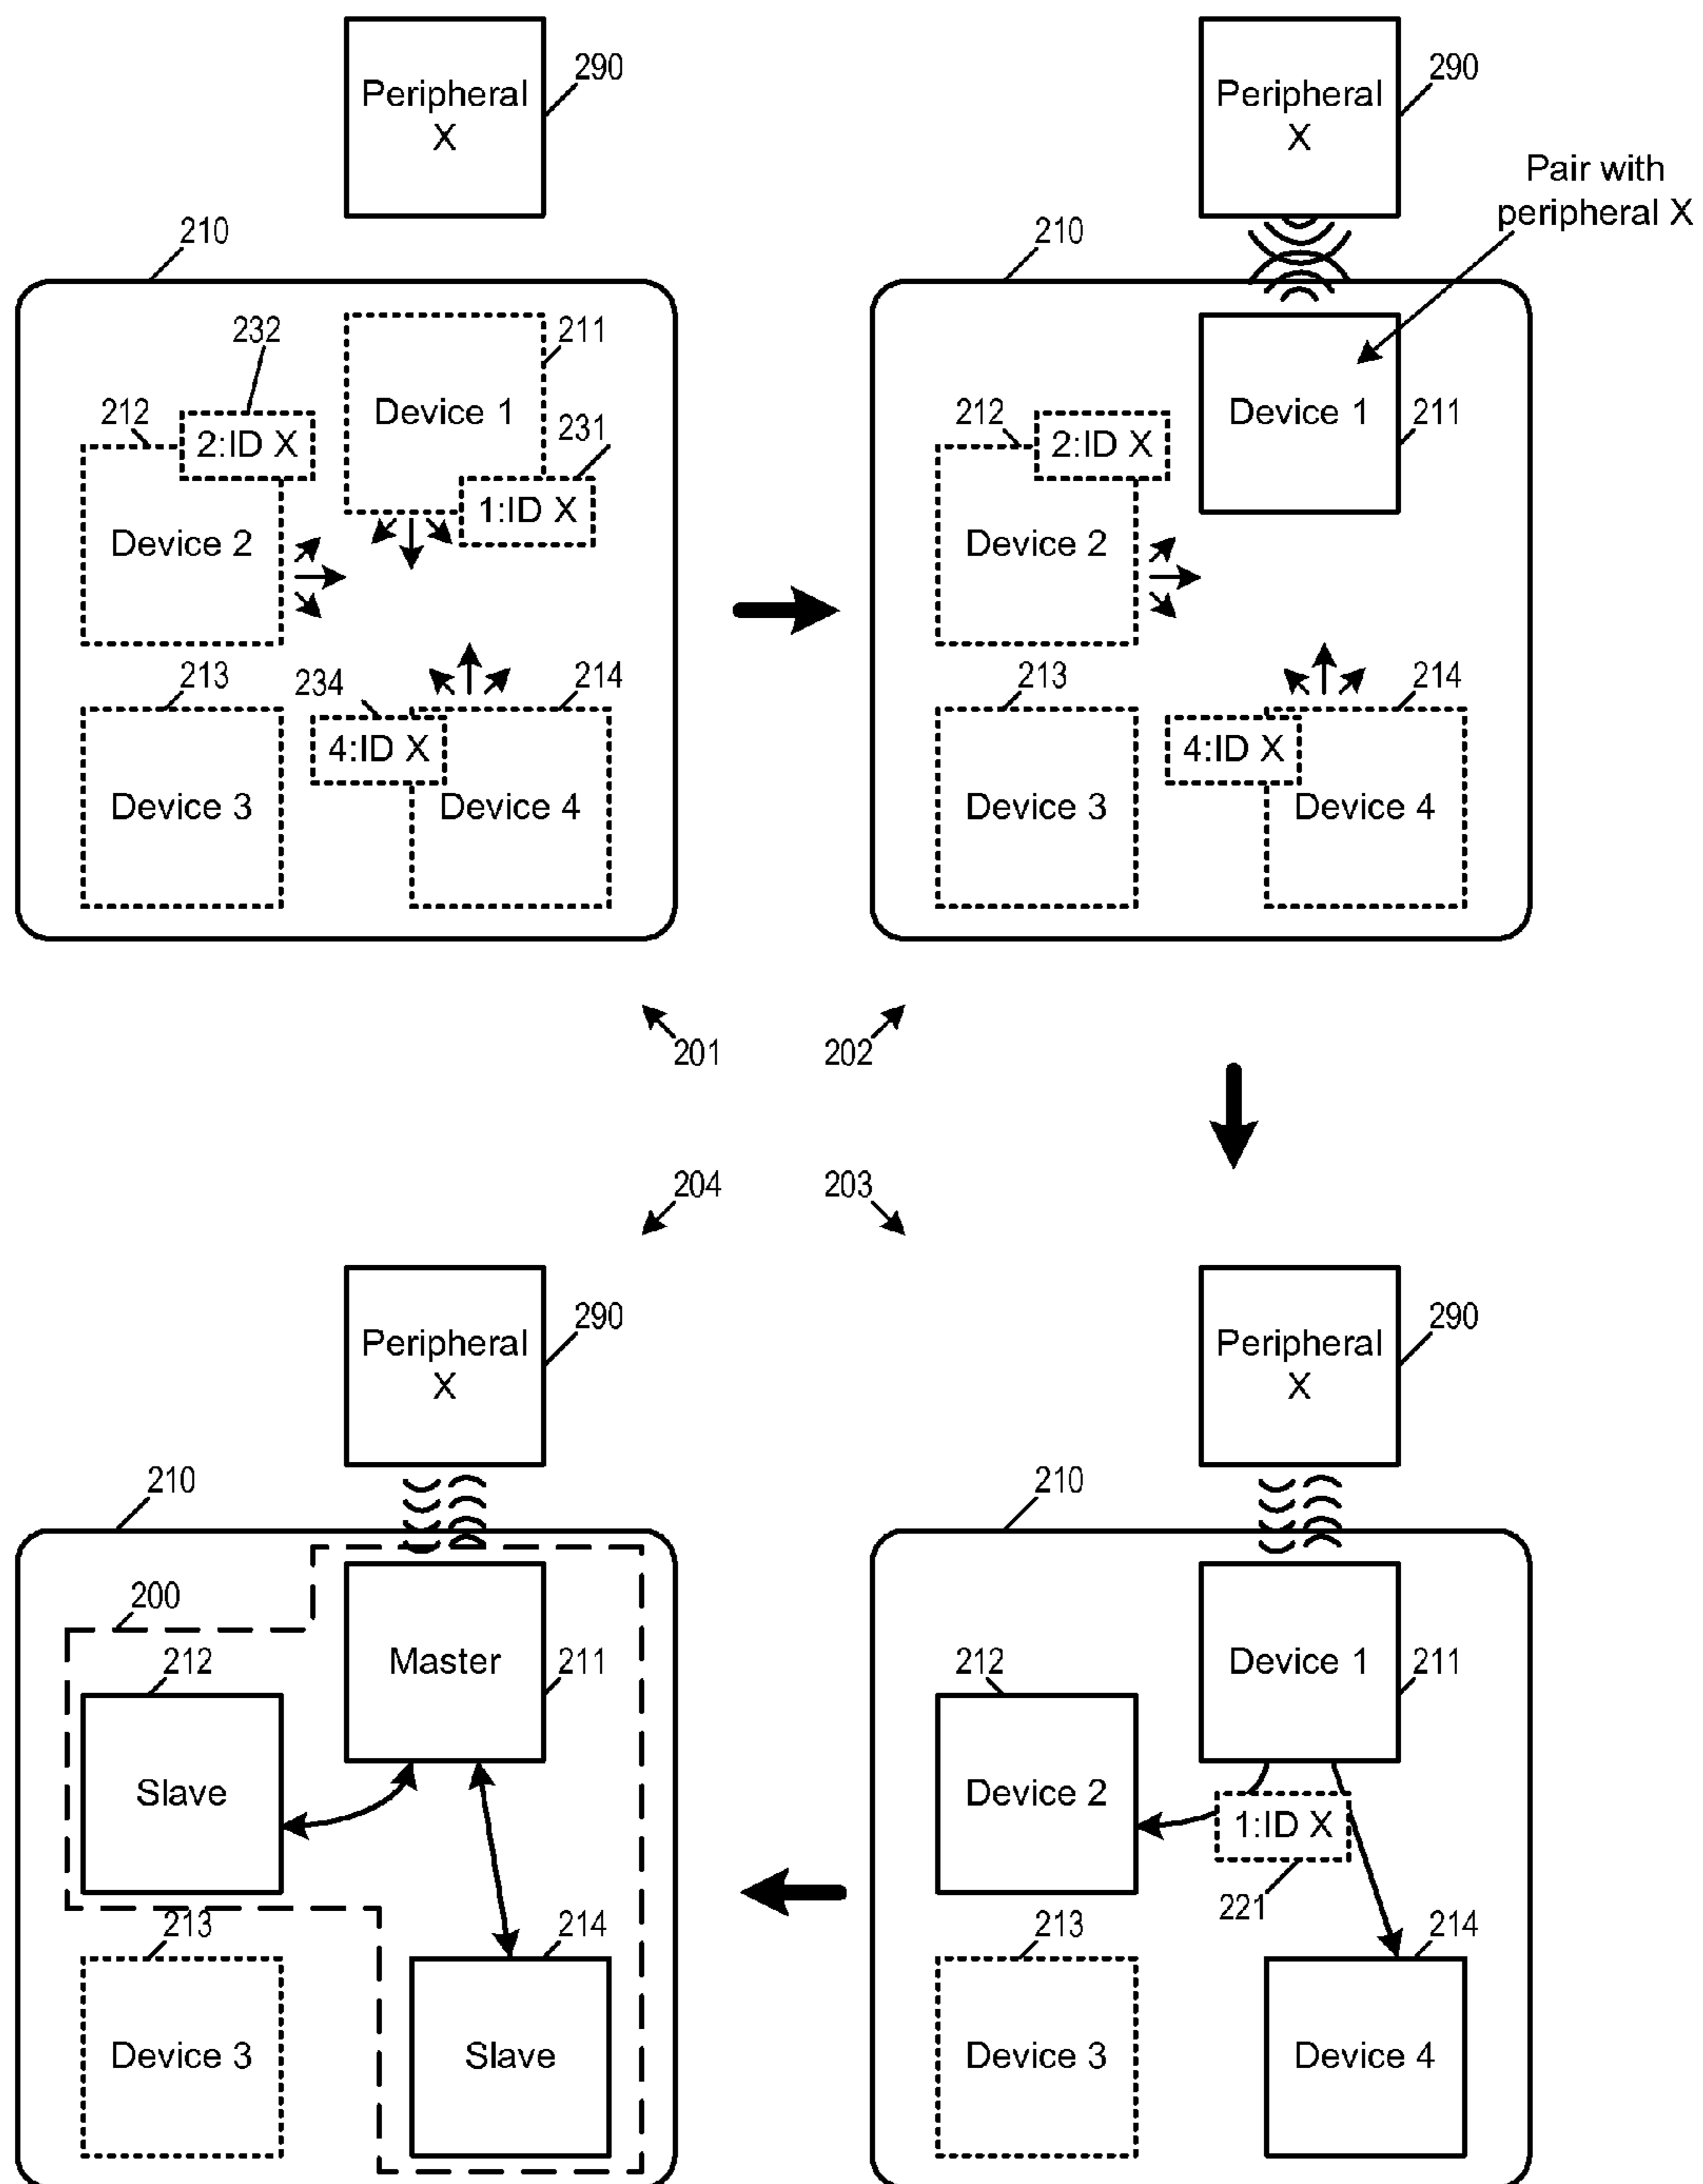 Peripheral
X
290
210
232
211
212
2:ID X
Device 1
231
1:ID X
Device 2
213
234
214
4:ID X
Device 3
Device 4
201
Peripheral
X
290
Pair with
peripheral X
210
212
2:ID X
Device 1
211
Device 2
213
214
4:ID X
Device 3
Device 4
202
204
Peripheral
X
290
210
200
212
Master
211
Slave
213
214
Device 3
Slave
203
Peripheral
X
290
210
212
Device 1
211
Device 2
1:ID X
221
213
214
Device 3
Device 4